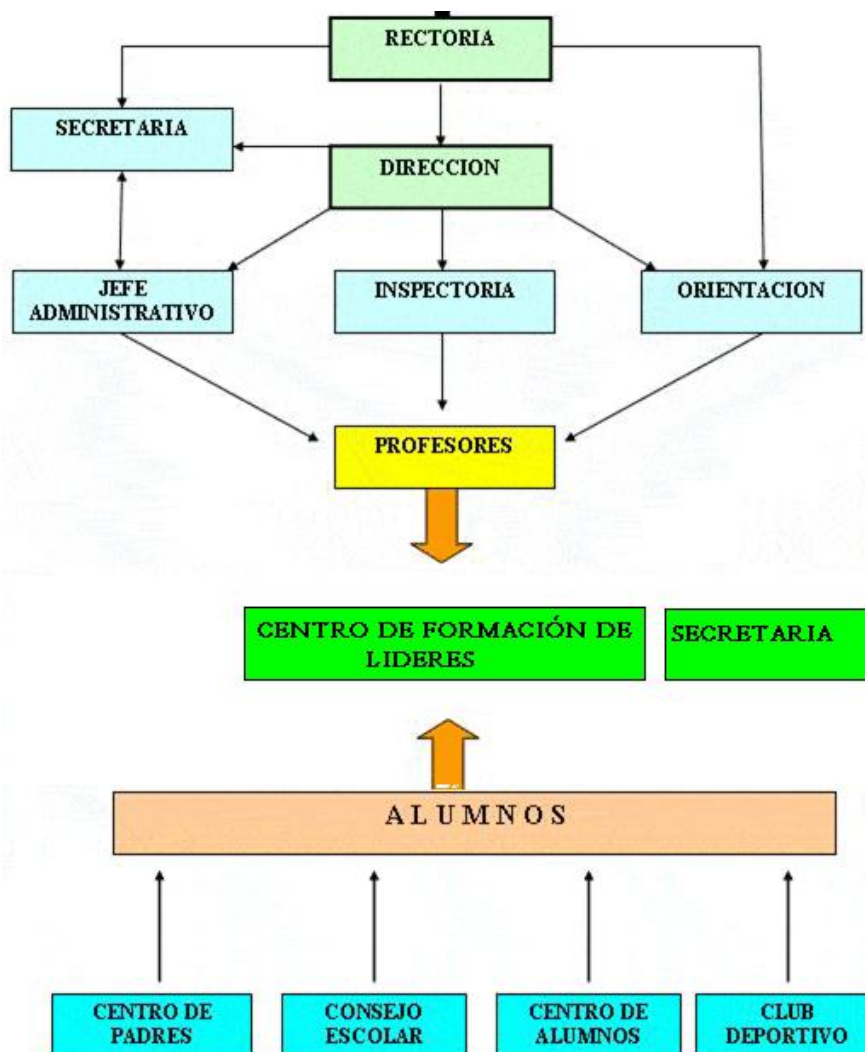 RECTORIA
SECRETARIA
DIRECCION
JEFE
ADMINISTRATIVO
INSPECTORIA
ORIENTACION
PROFESORES
CENTRO DE FORMACIÓN DE
LIDERES
SECRETARIA
ALUMNOS
CENTRO DE
PADRES
CONSEJO
ESCOLAR
CENTRO DE
ALUMNOS
CLUB
DEPORTIVO